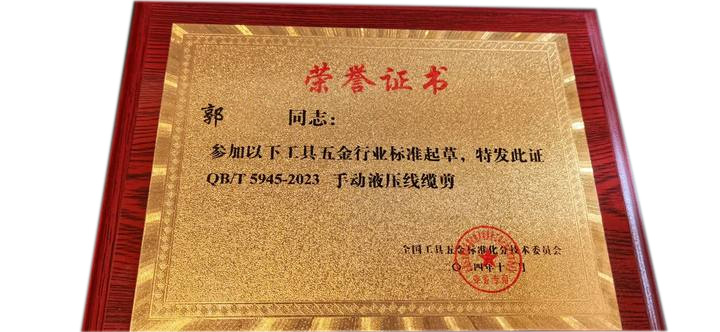 荣誉证书
郭 同志：
参加以下工具五金行业标准起草，特发此证
QB/T 5945-2023 手动液压线缆剪
全国工具五金标准化分技术委员会